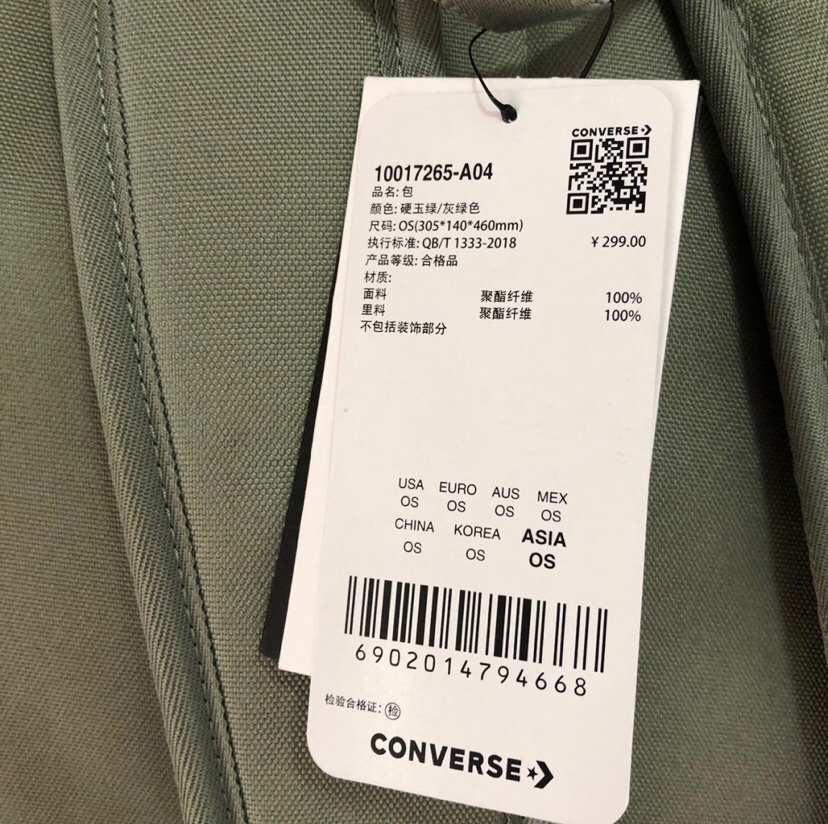 CONVERSE
10017265-A04
品名:包
颜色:硬玉绿/灰绿色
尺码:OS(305*140*460mm)
执行标准:QB/T 1333-2018 ¥299.00
产品等级:合格品
材质:
面料 聚酯纤维 100%
里料 聚酯纤维 100%
不包括装饰部分
USA EURO AUS MEX
OS OS OS OS
CHINA KOREA ASIA
OS OS OS
6902014794668
检验合格证:检
CONVERSE